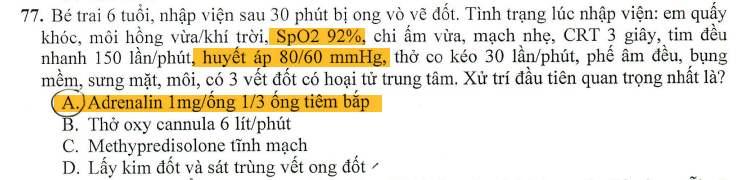 77. Bé trai 6 tuổi, nhập viện sau 30 phút bị ong vò vẽ đốt. Tình trạng lúc nhập viện: em quấy
khóc, môi hồng vừa/khí trời, SpO2 92%, chi ấm vừa, mạch nhẹ, CRT 3 giây, tim đều
nhanh 150 lần/phút, huyết áp 80/60 mmHg, thở co kéo 30 lần/phút, phế âm đều, bụng
mềm, sưng mặt, môi, có 3 vết đốt có hoại tử trung tâm. Xử trí đầu tiên quan trọng nhất là?
A. Adrenalin 1mg/ống 1/3 ống tiêm bắp
B. Thở oxy cannula 6 lít/phút
C. Methypredisolone tĩnh mạch
D. Lấy kim đốt và sát trùng vết ong đốt